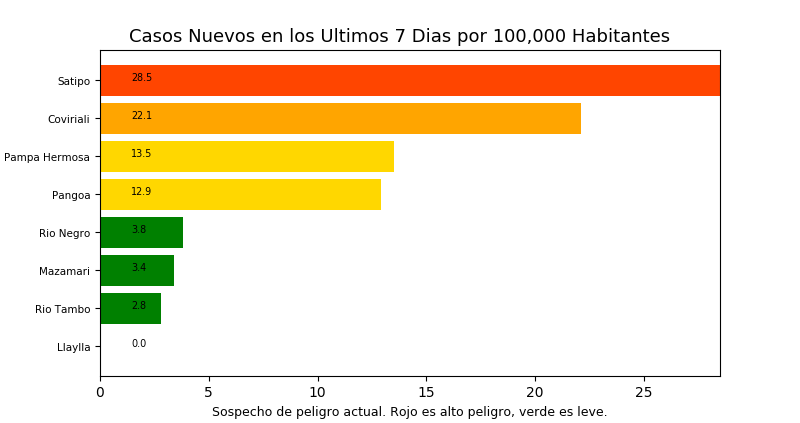 Casos Nuevos en los Ultimos 7 Dias por 100,000 Habitantes
Satipo 28.5
Coviriali 22.1
Pampa Hermosa 13.5
Pangoa 12.9
Rio Negro 3.8
Mazamari 3.4
Rio Tambo 2.8
Llaylla 0.0
0 5 10 15 20 25
Sospecho de peligro actual. Rojo es alto peligro, verde es leve.